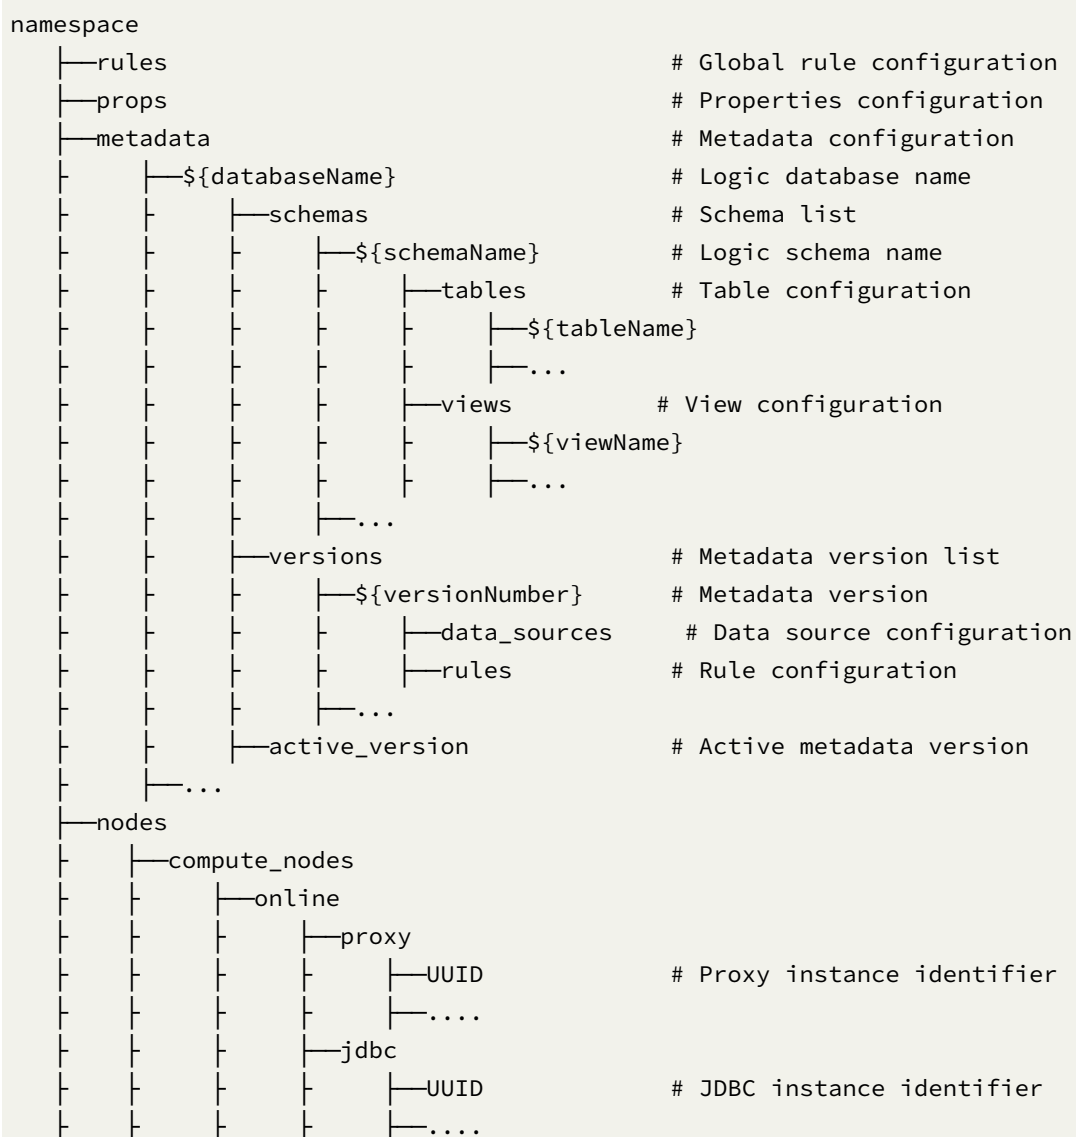 namespace
   ├──rules                                   # Global rule configuration
   ├──props                                   # Properties configuration
   ├──metadata                                # Metadata configuration
   ├     ├──${databaseName}                   # Logic database name
   ├     ├     ├──schemas                     # Schema list
   ├     ├     ├     ├──${schemaName}         # Logic schema name
   ├     ├     ├     ├     ├──tables          # Table configuration
   ├     ├     ├     ├     ├     ├──${tableName}
   ├     ├     ├     ├     ├     ├──...
   ├     ├     ├     ├     ├──views          # View configuration
   ├     ├     ├     ├     ├     ├──${viewName}
   ├     ├     ├     ├     ├     ├──...
   ├     ├     ├     ├──...
   ├     ├     ├──versions                    # Metadata version list
   ├     ├     ├     ├──${versionNumber}      # Metadata version
   ├     ├     ├     ├     ├──data_sources     # Data source configuration
   ├     ├     ├     ├     ├──rules           # Rule configuration
   ├     ├     ├     ├──...
   ├     ├     ├──active_version              # Active metadata version
   ├     ├──...
   ├──nodes
   ├    ├──compute_nodes
   ├    ├     ├──online
   ├    ├     ├     ├──proxy
   ├    ├     ├     ├     ├──UUID             # Proxy instance identifier
   ├    ├     ├     ├     ├──....
   ├    ├     ├     ├──jdbc
   ├    ├     ├     ├     ├──UUID             # JDBC instance identifier
   ├    ├     ├     ├     ├──....